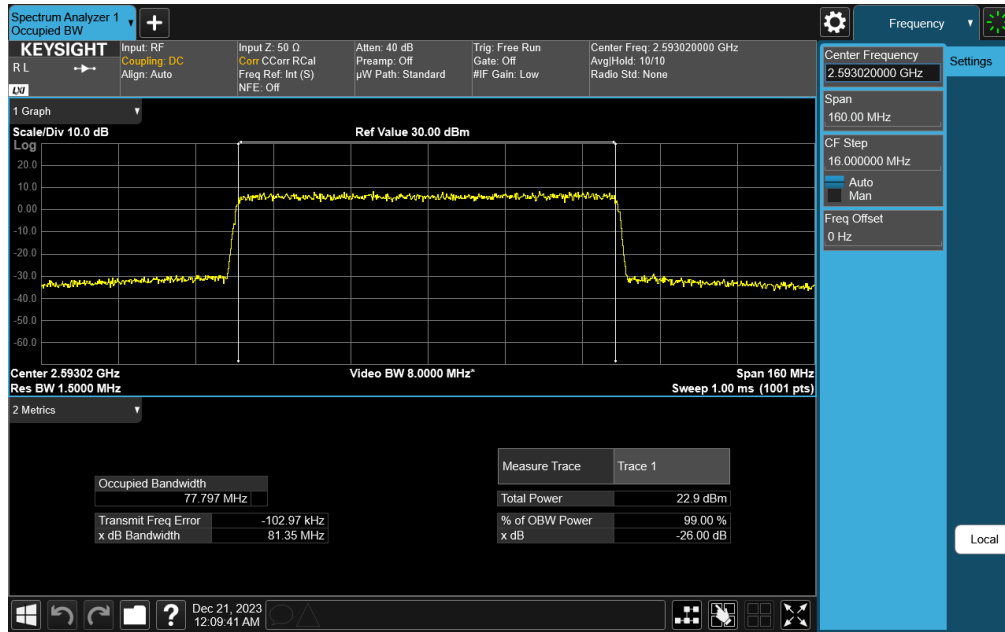 Spectrum Analyzer 1
Occupied BW
Frequency
KEYSIGHT
R L
LXI
Input: RF
Coupling: DC
Align: Auto
Input Z: 50 Ω
Corr CCorr RCal
Freq Ref: Int (S)
NFE: Off
Atten: 40 dB
Preamp: Off
µW Path: Standard
Trig: Free Run
Gate: Off
#IF Gain: Low
Center Freq: 2.593020000 GHz
Avg|Hold: 10/10
Radio Std: None
Center Frequency
2.593020000 GHz
Settings
Span
160.00 MHz
CF Step
16.000000 MHz
Auto
Man
Freq Offset
0 Hz
Local
1 Graph
Scale/Div 10.0 dB
Ref Value 30.00 dBm
Log
20.0
10.0
0.00
-10.0
-20.0
-30.0
-40.0
-50.0
-60.0
Center 2.59302 GHz
Video BW 8.0000 MHz*
Span 160 MHz
Res BW 1.5000 MHz
Sweep 1.00 ms (1001 pts)
2 Metrics
Occupied Bandwidth
77.797 MHz
Transmit Freq Error -102.97 kHz
x dB Bandwidth 81.35 MHz
Measure Trace Trace 1
Total Power 22.9 dBm
% of OBW Power 99.00 %
x dB -26.00 dB
?
Dec 21, 2023
12:09:41 AM